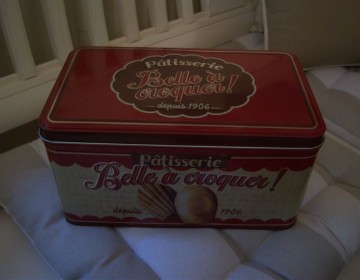 Pâtisserie
Belle à
croquer!
depuis 1906
Pâtisserie
Belle à croquer!
depuis 1906